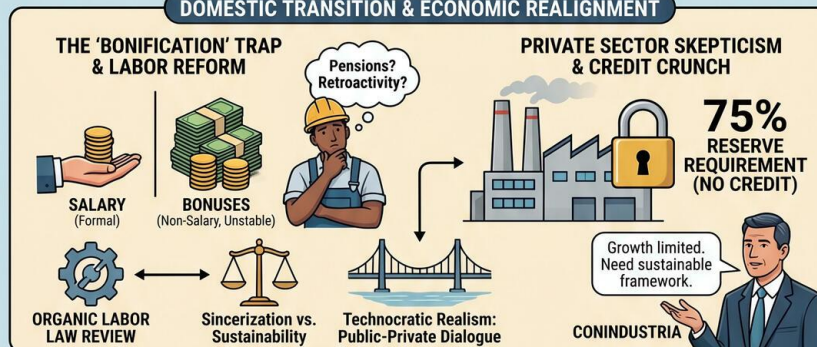 DOMESTIC TRANSITION & ECONOMIC REALIGNMENT
THE 'BONIFICATION' TRAP
& LABOR REFORM
Pensions?
Retroactivity?
SALARY
(Formal)
BONUSES
(Non-Salary, Unstable)
ORGANIC LABOR
LAW REVIEW
Sincerization vs.
Sustainability
PRIVATE SECTOR SKEPTICISM
& CREDIT CRUNCH
75%
RESERVE
REQUIREMENT
(NO CREDIT)
Technocratic Realism:
Public-Private Dialogue
Growth limited.
Need sustainable
framework.
CONINDUSTRIA